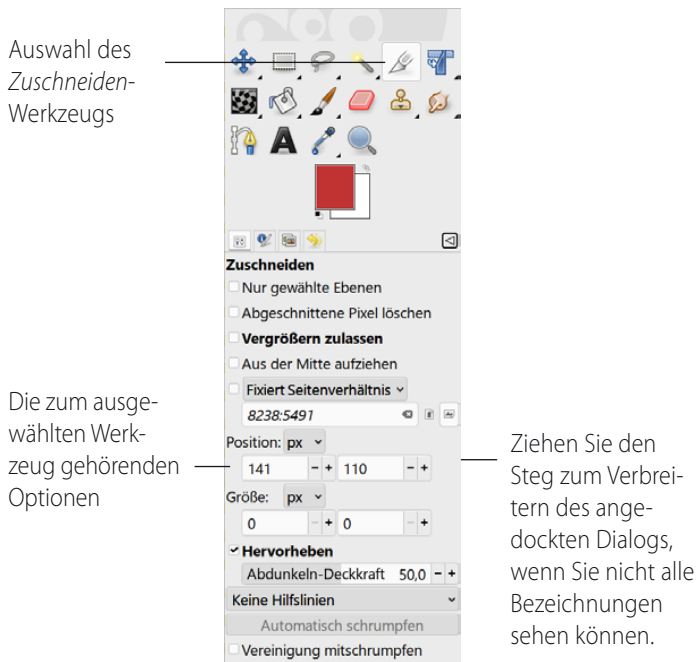 Auswahl des
Zuschneiden-
Werkzeugs
Zuschneiden
Nur gewählte Ebenen
Abgeschnittene Pixel löschen
Vergrößern zulassen
Aus der Mitte aufziehen
Fixiert Seitenverhältnis
8238:5491
Position: px
141 - + 110 - +
Größe: px
0 - + 0 - +
Hervorheben
Abdunkeln-Deckkraft 50,0 - +
Keine Hilfslinien
Automatisch schrumpfen
Vereinigung mitschrumpfen
Die zum ausge-
wählten Werk-
zeug gehörenden
Optionen
Ziehen Sie den
Steg zum Verbrei-
tern des ange-
dockten Dialogs,
wenn Sie nicht alle
Bezeichnungen
sehen können.